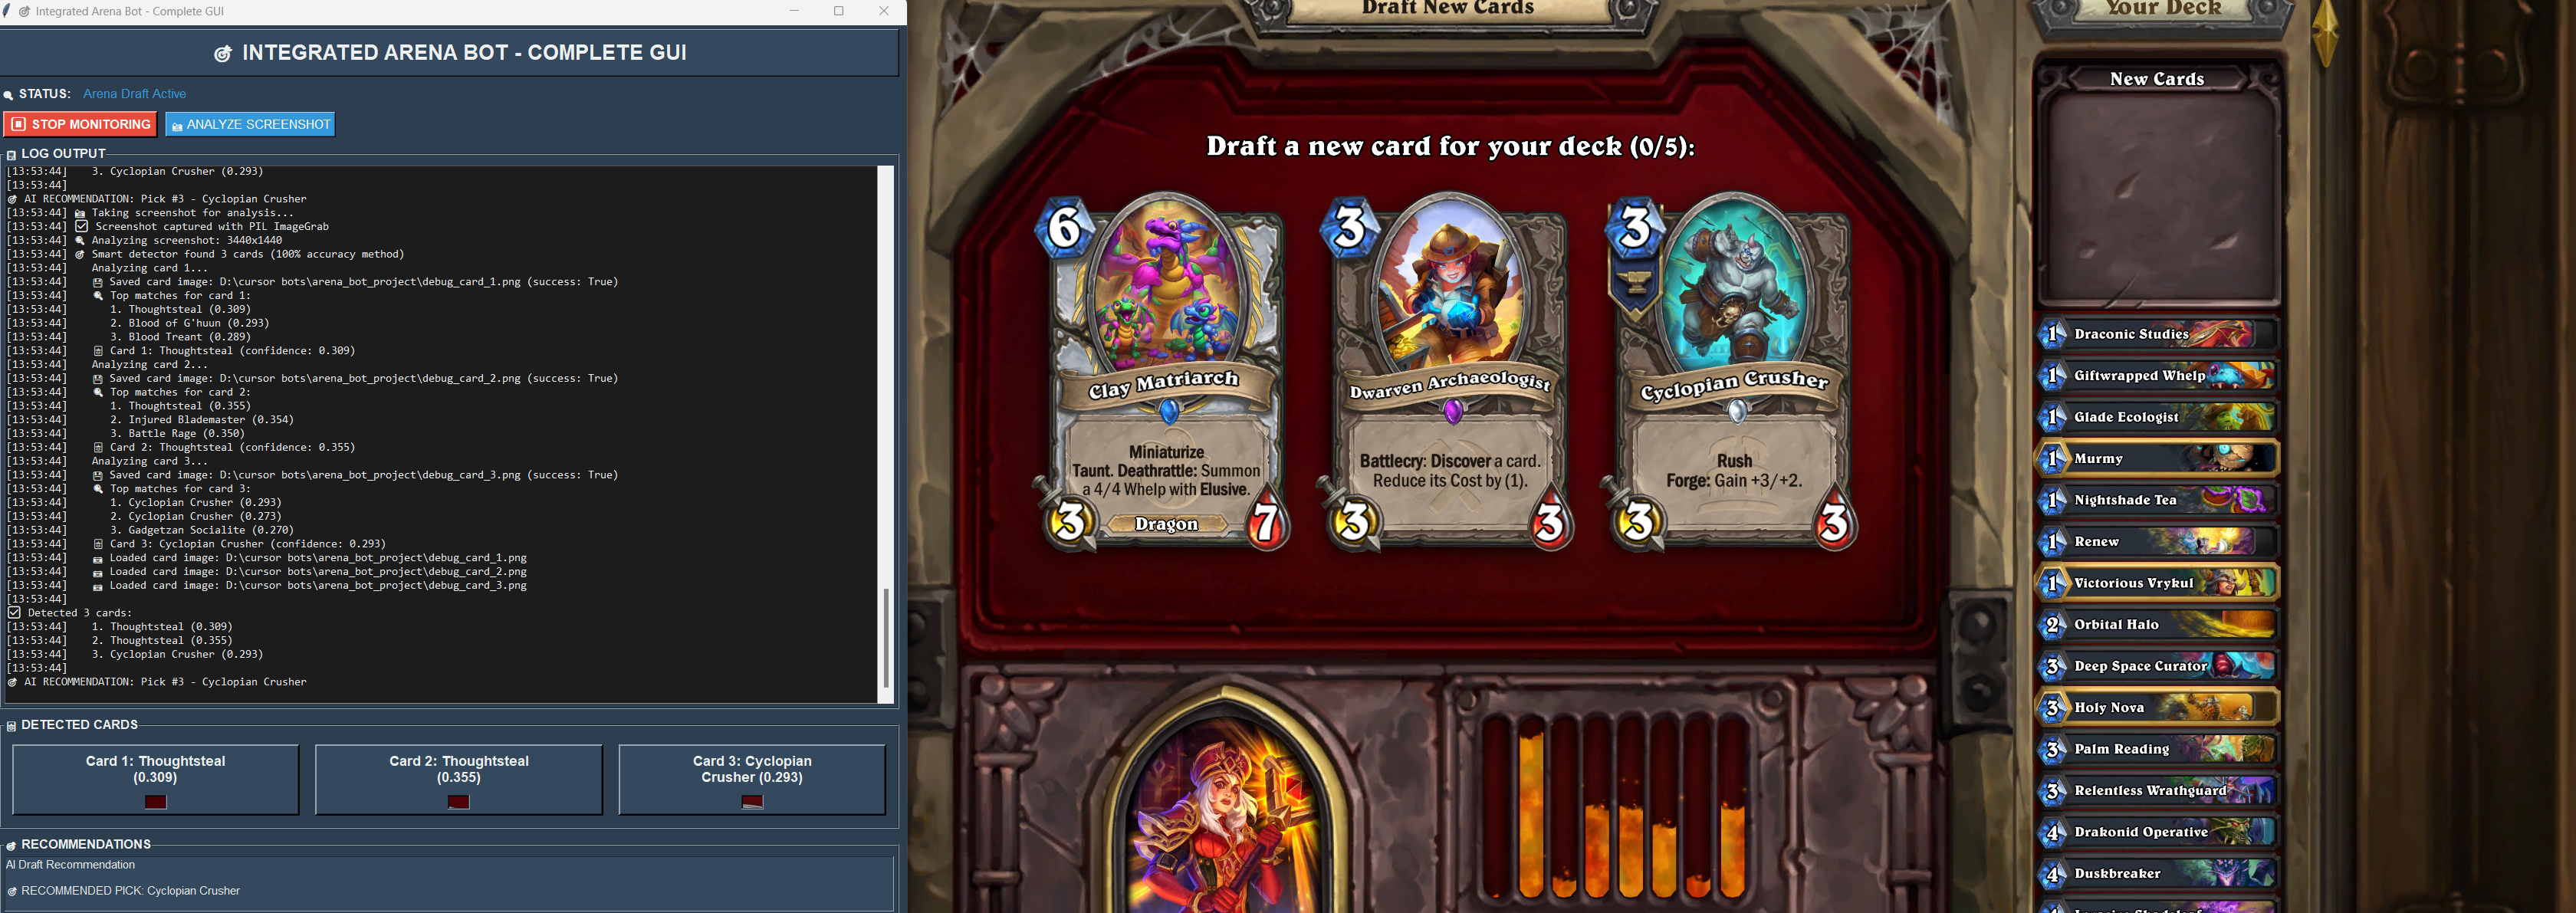 Integrated Arena Bot - Complete GUI
INTEGRATED ARENA BOT - COMPLETE GUI
STATUS: Arena Draft Active
STOP MONITORING
ANALYZE SCREENSHOT
LOG OUTPUT
[13:53:44] 3. Cyclopian Crusher (0.293)
[13:53:44]
AI RECOMMENDATION: Pick #3 - Cyclopian Crusher
[13:53:44] Taking screenshot for analysis...
[13:53:44] Screenshot captured with PIL ImageGrab
[13:53:44] Analyzing screenshot: 3440x1440
[13:53:44] Smart detector found 3 cards (100% accuracy method)
[13:53:44] Analyzing card 1...
[13:53:44] Saved card image: D:\cursor bots\arena_bot_project\debug_card_1.png (success: True)
[13:53:44] Top matches for card 1:
[13:53:44] 1. Thoughtsteal (0.309)
[13:53:44] 2. Blood of G'huun (0.293)
[13:53:44] 3. Blood Treant (0.289)
[13:53:44] Card 1: Thoughtsteal (confidence: 0.309)
[13:53:44] Analyzing card 2...
[13:53:44] Saved card image: D:\cursor bots\arena_bot_project\debug_card_2.png (success: True)
[13:53:44] Top matches for card 2:
[13:53:44] 1. Thoughtsteal (0.355)
[13:53:44] 2. Injured Blademaster (0.354)
[13:53:44] 3. Battle Rage (0.350)
[13:53:44] Card 2: Thoughtsteal (confidence: 0.355)
[13:53:44] Analyzing card 3...
[13:53:44] Saved card image: D:\cursor bots\arena_bot_project\debug_card_3.png (success: True)
[13:53:44] Top matches for card 3:
[13:53:44] 1. Cyclopian Crusher (0.293)
[13:53:44] 2. Cyclopian Crusher (0.273)
[13:53:44] 3. Gadgetzan Socialite (0.270)
[13:53:44] Card 3: Cyclopian Crusher (confidence: 0.293)
[13:53:44] Loaded card image: D:\cursor bots\arena_bot_project\debug_card_1.png
[13:53:44] Loaded card image: D:\cursor bots\arena_bot_project\debug_card_2.png
[13:53:44] Loaded card image: D:\cursor bots\arena_bot_project\debug_card_3.png
[13:53:44]
Detected 3 cards:
[13:53:44] 1. Thoughtsteal (0.309)
[13:53:44] 2. Thoughtsteal (0.355)
[13:53:44] 3. Cyclopian Crusher (0.293)
[13:53:44]
AI RECOMMENDATION: Pick #3 - Cyclopian Crusher
DETECTED CARDS
Card 1: Thoughtsteal
(0.309)
Card 2: Thoughtsteal
(0.355)
Card 3: Cyclopian
Crusher (0.293)
RECOMMENDATIONS
AI Draft Recommendation
RECOMMENDED PICK: Cyclopian Crusher
Draft New Cards
Draft a new card for your deck (0/5):
6
Clay Matriarch
Miniaturize
Taunt. Deathrattle: Summon
a 4/4 Whelp with Elusive.
3
Dragon
7
3
Dwarven Archaeologist
Battlecry: Discover a card.
Reduce its Cost by (1).
3
3
3
Cyclopian Crusher
Rush
Forge: Gain +3/+2.
3
3
Your Deck
New Cards
1 Draconic Studies
1 Giftwrapped Whelp
1 Glade Ecologist
1 Murmy
1 Nightshade Tea
1 Renew
1 Victorious Vrykul
2 Orbital Halo
3 Deep Space Curator
3 Holy Nova
3 Palm Reading
3 Relentless Wrathguard
4 Drakonid Operative
4 Duskbreaker